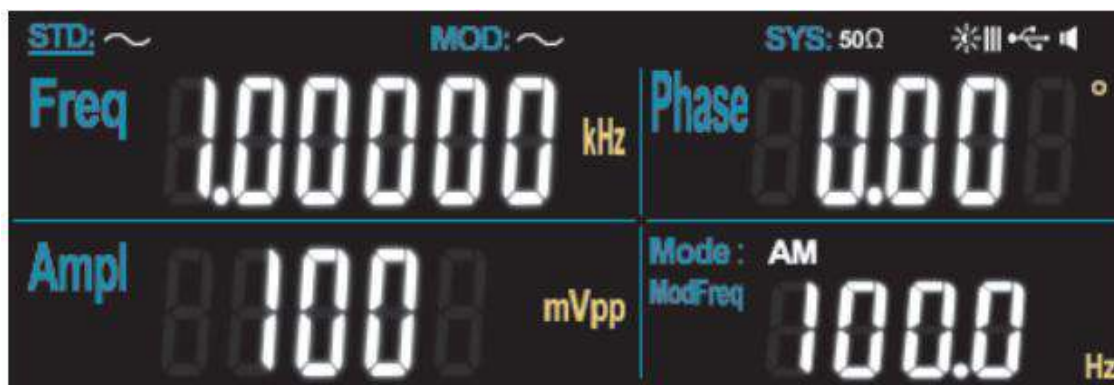 STD: MOD: SYS: 50Ω
Freq 1.00000 kHz
Phase 0.00 °
Ampl 100 mVpp
Mode : AM
ModFreq 100.0 Hz